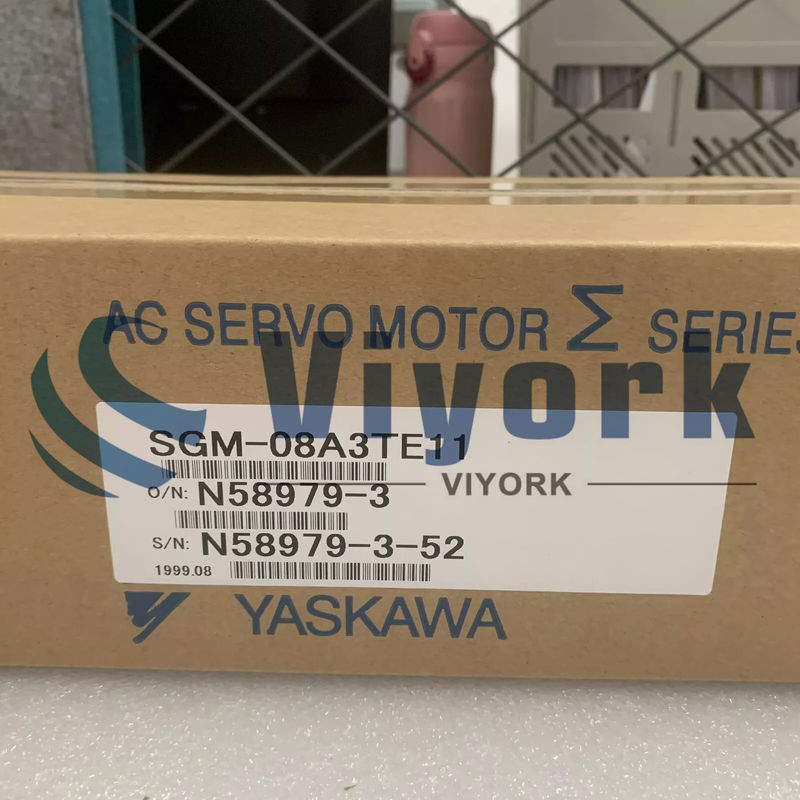 AC SERVO MOTOR Σ SERIES
Viyork
SGM-08A3TE11
VIYORK
O/N: N58979-3
S/N: N58979-3-52
1999.08
YASKAWA